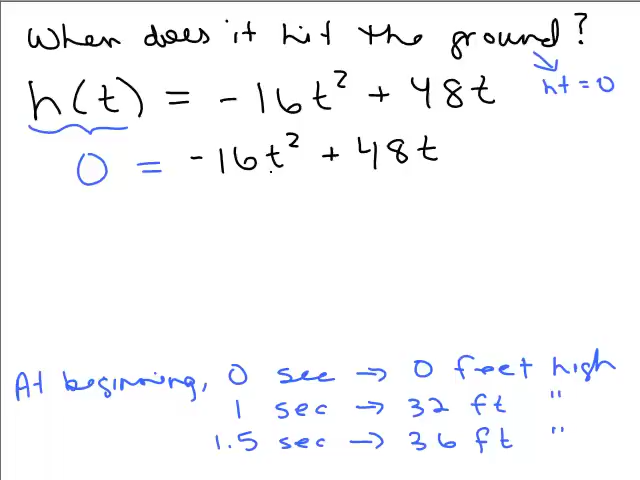 When does it hit the ground?
h(t) = -16t² + 48t
ht = 0
0 = -16t² + 48t
At beginning, 0 sec → 0 feet high
1 sec → 32 ft "
1.5 sec → 36 ft "